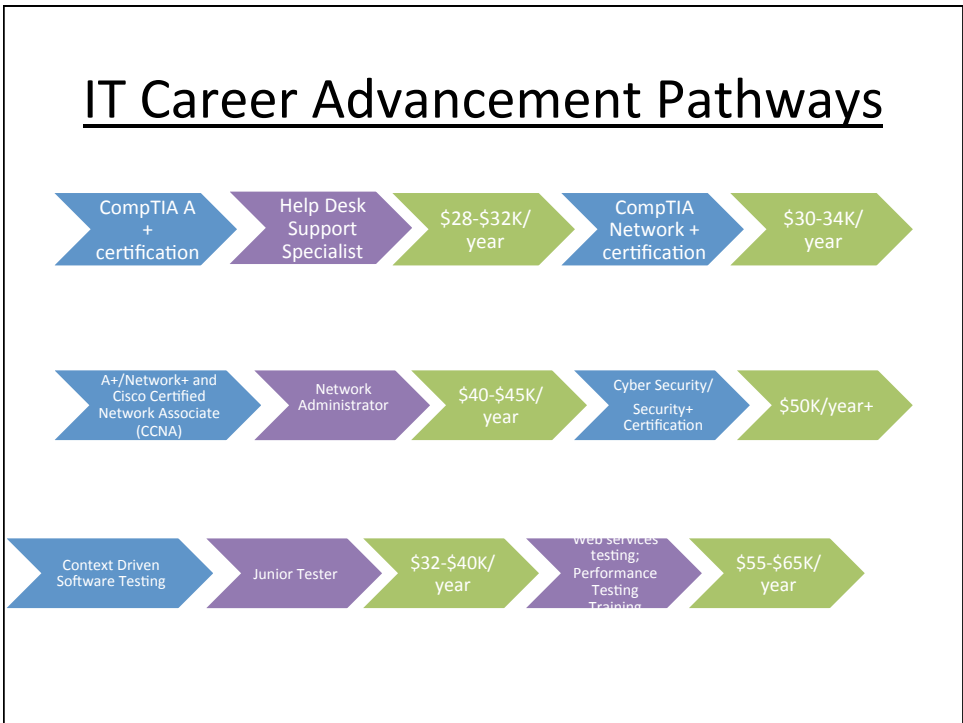 IT Career Advancement Pathways
CompTIA A
+
certification
Help Desk
Support
Specialist
$28-$32K/
year
CompTIA
Network +
certification
$30-34K/
year
A+/Network+ and
Cisco Certified
Network Associate
(CCNA)
Network
Administrator
$40-$45K/
year
Cyber Security/
Security+
Certification
$50K/year+
Context Driven
Software Testing
Junior Tester
$32-$40K/
year
Web services
testing;
Performance
Testing
Training
$55-$65K/
year